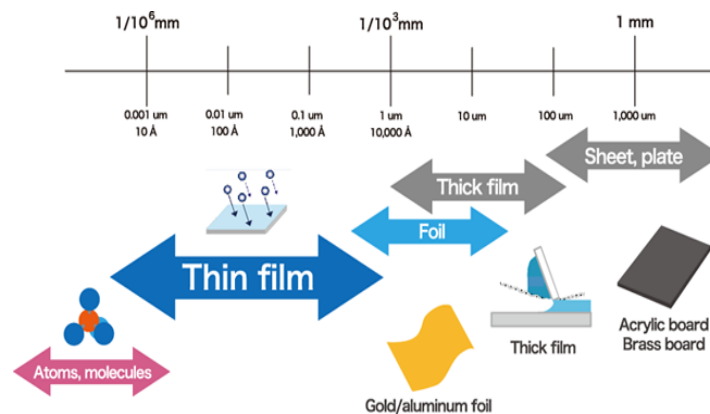 1/10⁶mm
1/10³mm
1 mm
0.001 um
10 Å
0.01 um
100 Å
0.1 um
1,000 Å
1 um
10,000 Å
10 um
100 um
1,000 um
Sheet, plate
Thick film
Foil
Thin film
Atoms, molecules
Gold/aluminum foil
Thick film
Acrylic board
Brass board